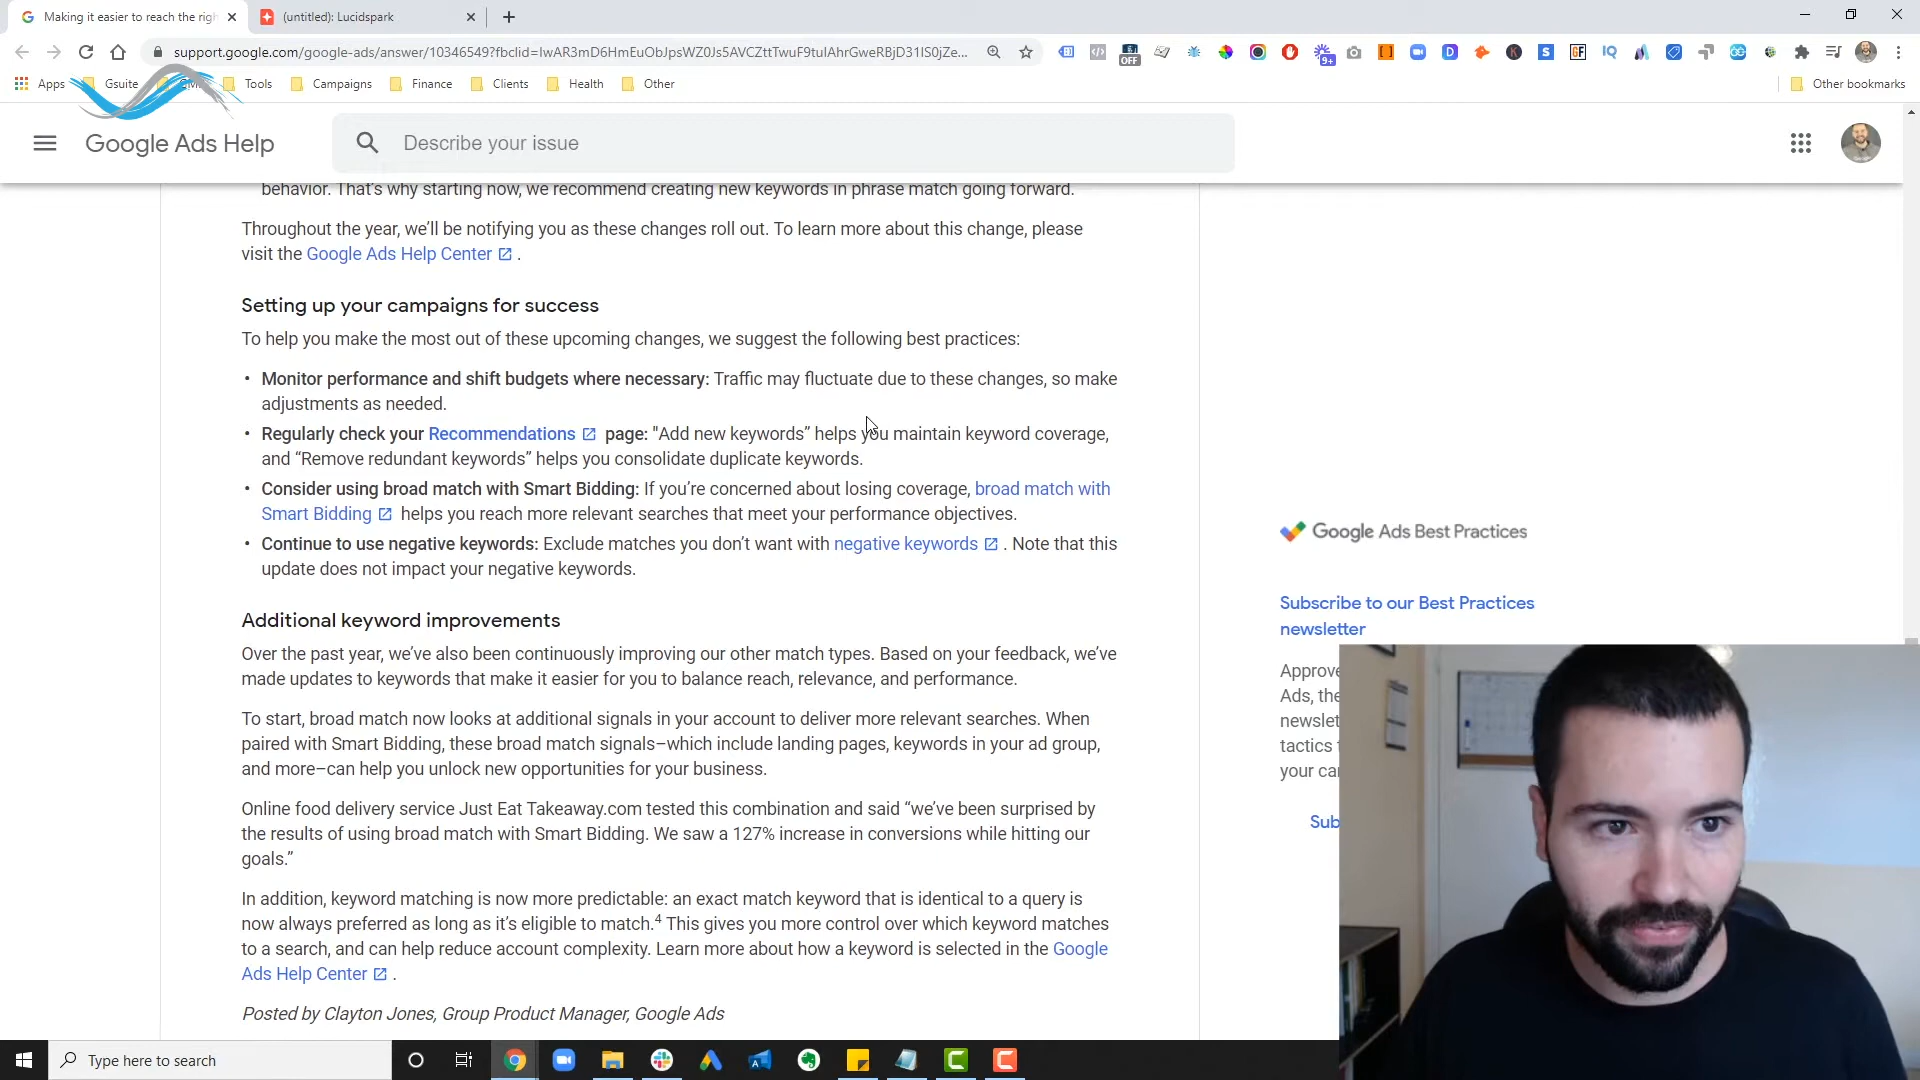 Making it easier to reach the righ
(untitled): Lucidspark
support.google.com/google-ads/answer/10346549?fbclid=IwAR3mD6HmEuObJpsWZ0Js5AVCZttTwuF9tuIAhrGweRBjD31IS0jZe...
OFF
9+
Apps
Gsuite
Tools
Campaigns
Finance
Clients
Health
Other
Other bookmarks
Google Ads Help
Describe your issue
behavior. That's why starting now, we recommend creating new keywords in phrase match going forward.
Throughout the year, we'll be notifying you as these changes roll out. To learn more about this change, please
visit the Google Ads Help Center .
Setting up your campaigns for success
To help you make the most out of these upcoming changes, we suggest the following best practices:
• Monitor performance and shift budgets where necessary: Traffic may fluctuate due to these changes, so make
adjustments as needed.
• Regularly check your Recommendations page: "Add new keywords” helps you maintain keyword coverage,
and “Remove redundant keywords” helps you consolidate duplicate keywords.
• Consider using broad match with Smart Bidding: If you’re concerned about losing coverage, broad match with
Smart Bidding helps you reach more relevant searches that meet your performance objectives.
• Continue to use negative keywords: Exclude matches you don’t want with negative keywords . Note that this
update does not impact your negative keywords.
Additional keyword improvements
Over the past year, we’ve also been continuously improving our other match types. Based on your feedback, we’ve
made updates to keywords that make it easier for you to balance reach, relevance, and performance.
To start, broad match now looks at additional signals in your account to deliver more relevant searches. When
paired with Smart Bidding, these broad match signals–which include landing pages, keywords in your ad group,
and more–can help you unlock new opportunities for your business.
Online food delivery service Just Eat Takeaway.com tested this combination and said “we’ve been surprised by
the results of using broad match with Smart Bidding. We saw a 127% increase in conversions while hitting our
goals.”
In addition, keyword matching is now more predictable: an exact match keyword that is identical to a query is
now always preferred as long as it’s eligible to match.⁴ This gives you more control over which keyword matches
to a search, and can help reduce account complexity. Learn more about how a keyword is selected in the Google
Ads Help Center .
Posted by Clayton Jones, Group Product Manager, Google Ads
Google Ads Best Practices
Subscribe to our Best Practices
newsletter
Approve
Ads, the
newslet
tactics
your ca
Sub
Type here to search